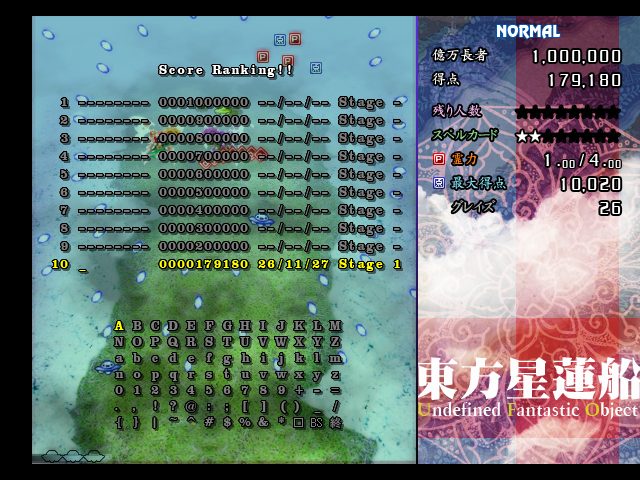 Score Ranking!!
1 -------- 0001000000 --/--/-- Stage -
2 -------- 0000900000 --/--/-- Stage -
3 -------- 0000800000 --/--/-- Stage -
4 -------- 0000700000 --/--/-- Stage -
5 -------- 0000600000 --/--/-- Stage -
6 -------- 0000500000 --/--/-- Stage -
7 -------- 0000400000 --/--/-- Stage -
8 -------- 0000300000 --/--/-- Stage -
9 -------- 0000200000 --/--/-- Stage -
10 _ 0000179180 26/11/27 Stage 1
A B C D E F G H I J K L M
N O P Q R S T U V W X Y Z
a b c d e f g h i j k l m
n o p q r s t u v w x y z
0 1 2 3 4 5 6 7 8 9 + - =
. , ! ? @ : ; [ ] ( ) _ /
{ } | ~ ^ # $ % & * □ BS 終
NORMAL
億万長者 1,000,000
得点 179,180
残り人数
スペルカード ★★
P 霊力 1.00/4.00
点 最大得点 10,020
グレイズ 26
東方星蓮船
Undefined Fantastic Object